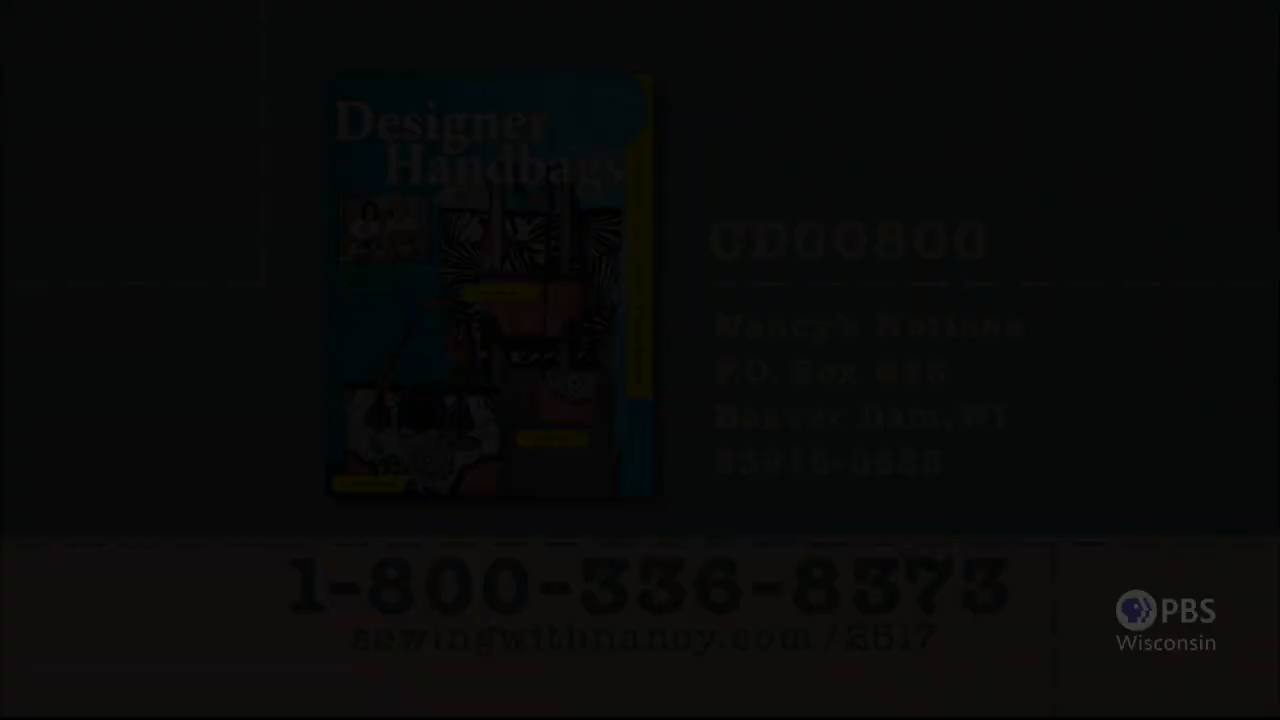 Designer
Handbags
CD00800
Nancy's Notions
P.O. Box 683
Beaver Dam, WI
53916-0683
1-800-336-8373
sewingwithnancy.com/2517
PBS
Wisconsin